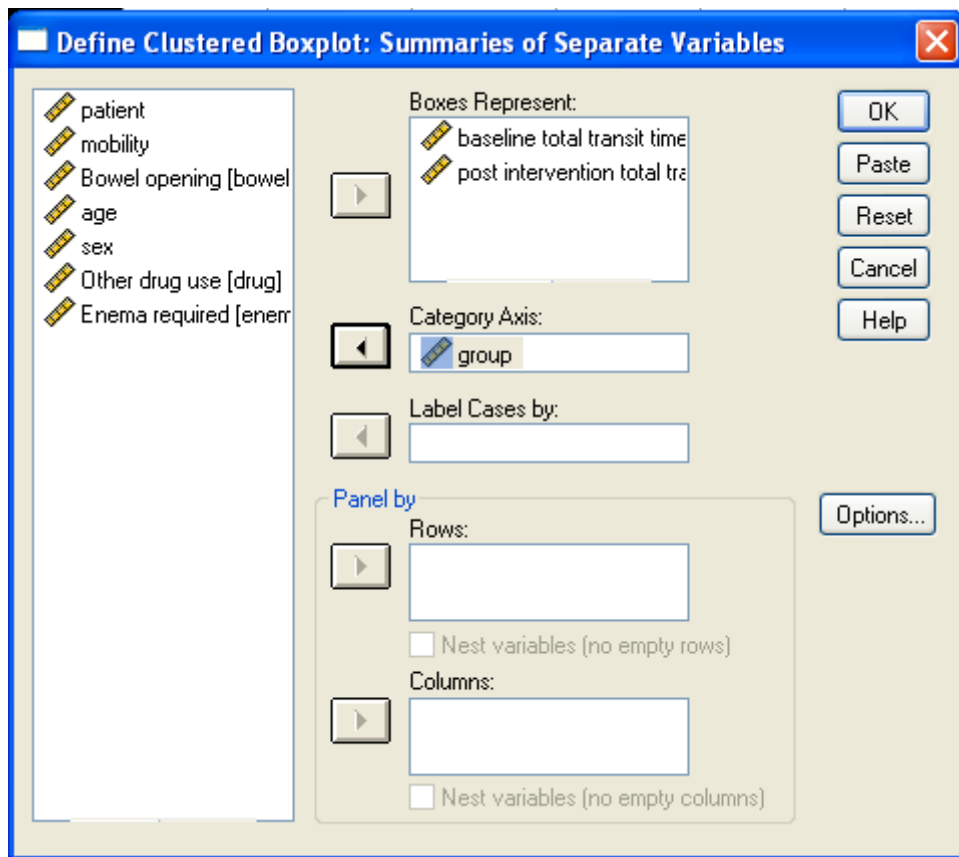 Define Clustered Boxplot: Summaries of Separate Variables
patient
mobility
Bowel opening [bowel
age
sex
Other drug use [drug]
Enema required [enem
Boxes Represent:
baseline total transit time
post intervention total tra
Category Axis:
group
Label Cases by:
Panel by
Rows:
Nest variables (no empty rows)
Columns:
Nest variables (no empty columns)
OK
Paste
Reset
Cancel
Help
Options...